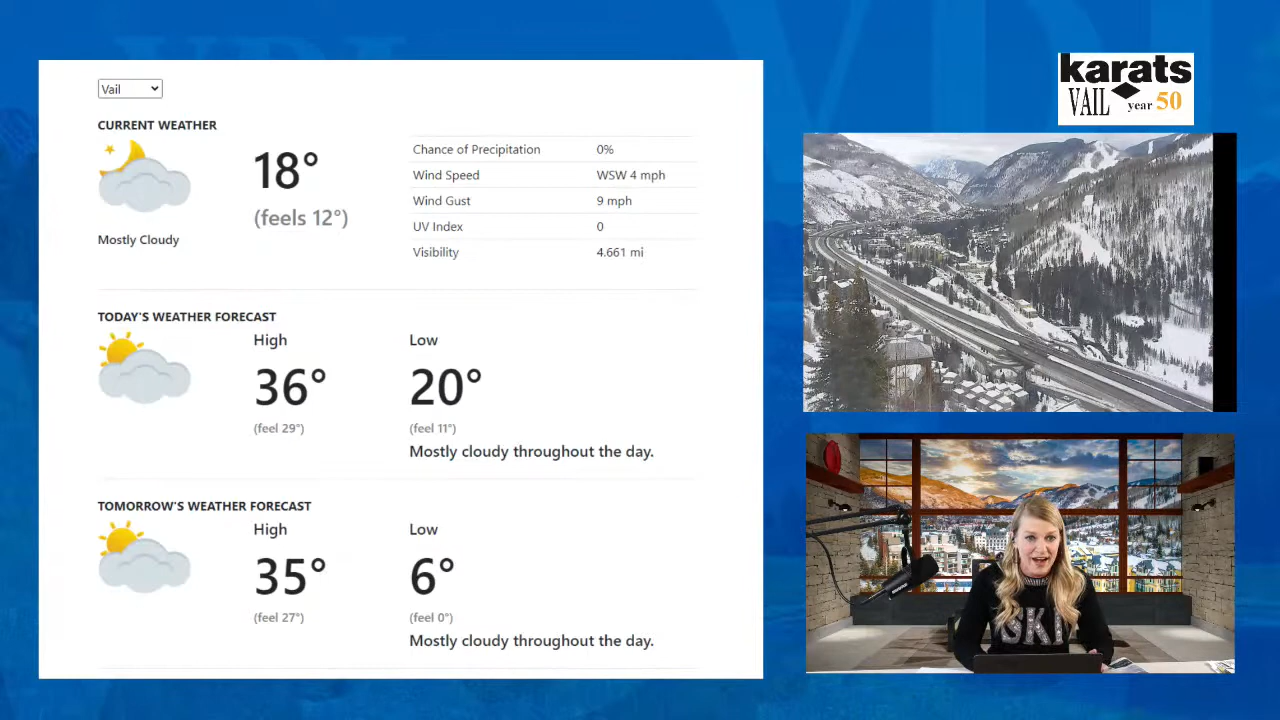 Vail
CURRENT WEATHER
18°
(feels 12°)
Mostly Cloudy
Chance of Precipitation 0%
Wind Speed WSW 4 mph
Wind Gust 9 mph
UV Index 0
Visibility 4.661 mi
TODAY'S WEATHER FORECAST
High Low
36° 20°
(feel 29°) (feel 11°)
Mostly cloudy throughout the day.
TOMORROW'S WEATHER FORECAST
High Low
35° 6°
(feel 27°) (feel 0°)
Mostly cloudy throughout the day.
karats
VAIL year 50
SKI